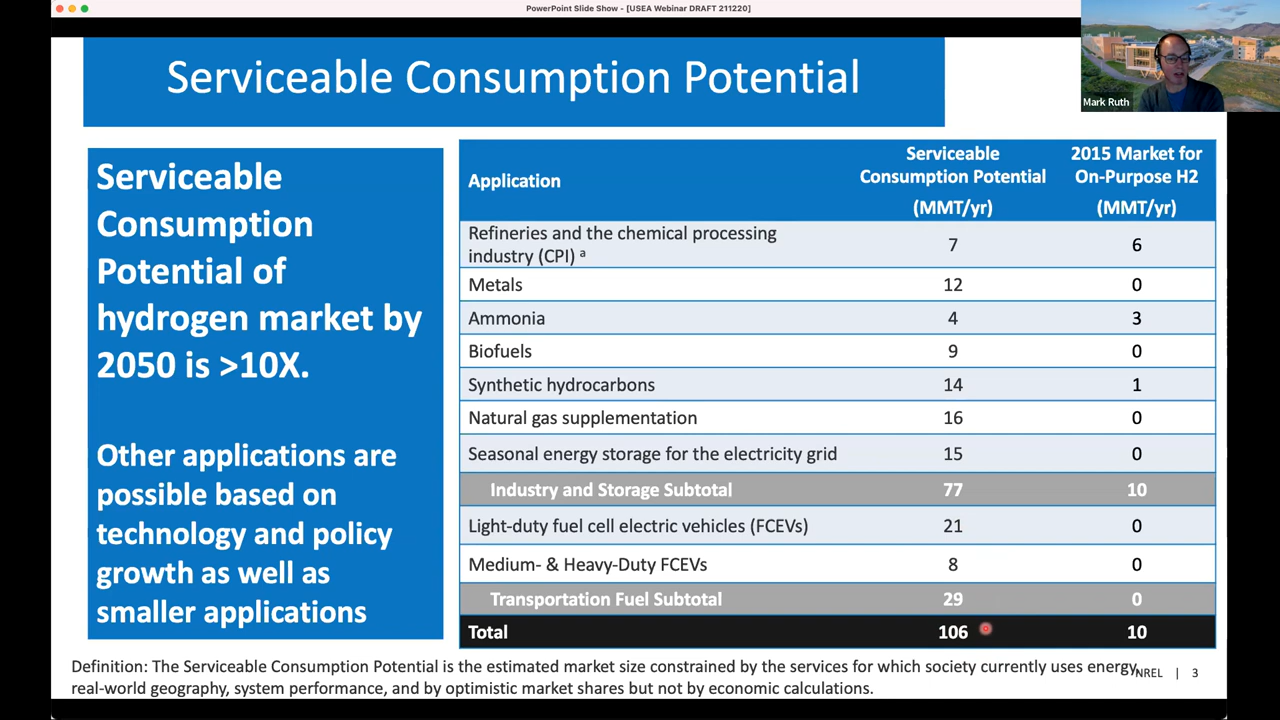 PowerPoint Slide Show - [USEA Webinar DRAFT 211220]
Mark Ruth
Serviceable Consumption Potential
Serviceable
Consumption
Potential of
hydrogen market by
2050 is >10X.
Other applications are
possible based on
technology and policy
growth as well as
smaller applications
Application
Serviceable
Consumption Potential
(MMT/yr)
2015 Market for
On-Purpose H2
(MMT/yr)
Refineries and the chemical processing
industry (CPI) a
7 6
Metals 12 0
Ammonia 4 3
Biofuels 9 0
Synthetic hydrocarbons 14 1
Natural gas supplementation 16 0
Seasonal energy storage for the electricity grid 15 0
Industry and Storage Subtotal 77 10
Light-duty fuel cell electric vehicles (FCEVs) 21 0
Medium- & Heavy-Duty FCEVs 8 0
Transportation Fuel Subtotal 29 0
Total 106 10
Definition: The Serviceable Consumption Potential is the estimated market size constrained by the services for which society currently uses energy,
real-world geography, system performance, and by optimistic market shares but not by economic calculations.
NREL | 3